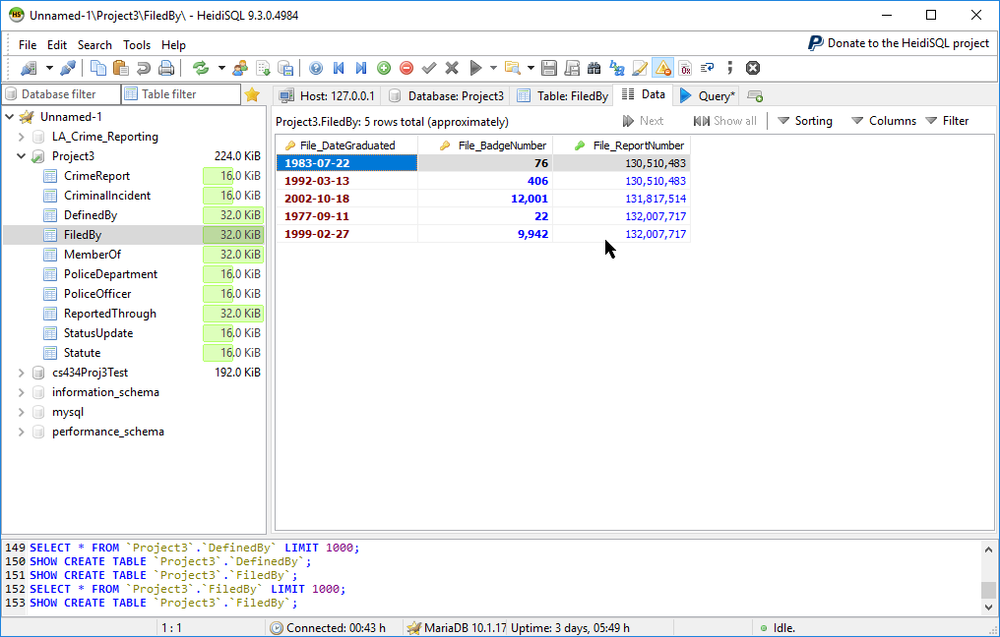 Unnamed-1\Project3\FiledBy\ - HeidiSQL 9.3.0.4984
File Edit Search Tools Help
Donate to the HeidiSQL project
Database filter Table filter
Host: 127.0.0.1 Database: Project3 Table: FiledBy Data Query*
Project3.FiledBy: 5 rows total (approximately) Next Show all Sorting Columns Filter
Unnamed-1
LA_Crime_Reporting
Project3 224.0 KiB
CrimeReport 16.0 KiB
CriminalIncident 16.0 KiB
DefinedBy 32.0 KiB
FiledBy 32.0 KiB
MemberOf 32.0 KiB
PoliceDepartment 16.0 KiB
PoliceOfficer 16.0 KiB
ReportedThrough 32.0 KiB
StatusUpdate 16.0 KiB
Statute 16.0 KiB
cs434Proj3Test 192.0 KiB
information_schema
mysql
performance_schema
File_DateGraduated File_BadgeNumber File_ReportNumber
1983-07-22 76 130,510,483
1992-03-13 406 130,510,483
2002-10-18 12,001 131,817,514
1977-09-11 22 132,007,717
1999-02-27 9,942 132,007,717
149 SELECT * FROM `Project3`.`DefinedBy` LIMIT 1000;
150 SHOW CREATE TABLE `Project3`.`DefinedBy`;
151 SHOW CREATE TABLE `Project3`.`FiledBy`;
152 SELECT * FROM `Project3`.`FiledBy` LIMIT 1000;
153 SHOW CREATE TABLE `Project3`.`FiledBy`;
1 : 1 Connected: 00:43 h MariaDB 10.1.17 Uptime: 3 days, 05:49 h Idle.